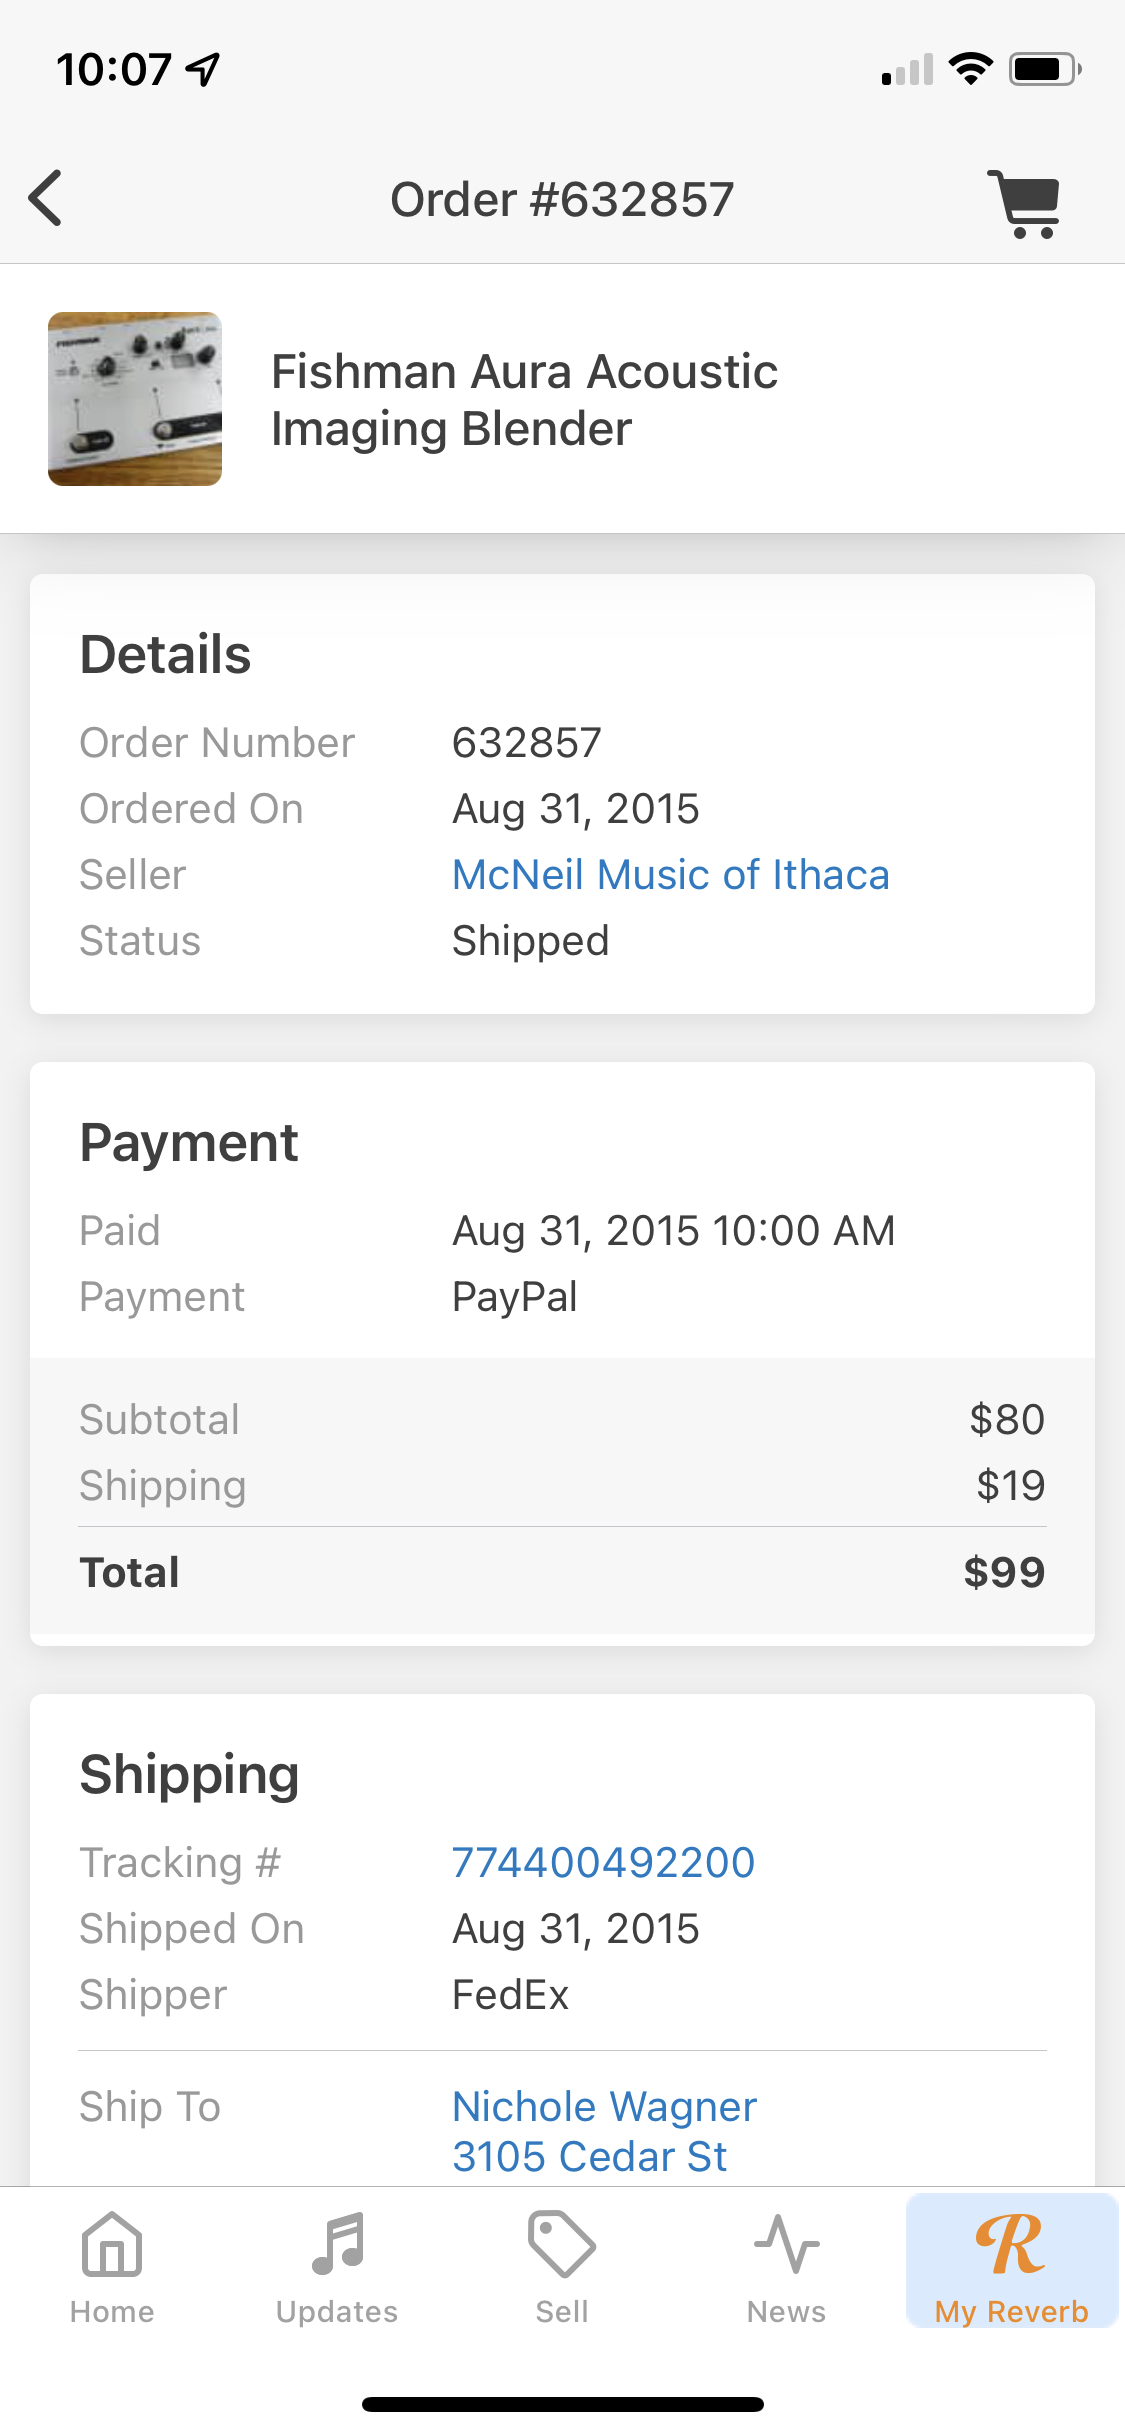 10:07
Order #632857
FISHMAN
Fishman Aura Acoustic
Imaging Blender
Details
Order Number 632857
Ordered On Aug 31, 2015
Seller McNeil Music of Ithaca
Status Shipped
Payment
Paid Aug 31, 2015 10:00 AM
Payment PayPal
Subtotal $80
Shipping $19
Total $99
Shipping
Tracking # 774400492200
Shipped On Aug 31, 2015
Shipper FedEx
Ship To Nichole Wagner
3105 Cedar St
Home Updates Sell News My Reverb